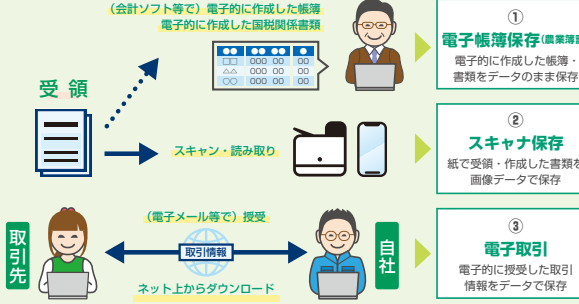 (会計ソフト等で)電子的に作成した帳簿
電子的に作成した国税関係書類
①
電子帳簿保存(農業簿
電子的に作成した帳簿・
書類をデータのまま保存
受領
スキャン・読み取り
②
スキャナ保存
紙で受領・作成した書類を
画像データで保存
取引先
(電子メール等で)授受
取引情報
ネット上からダウンロード
自社
③
電子取引
電子的に授受した取引
情報をデータで保存